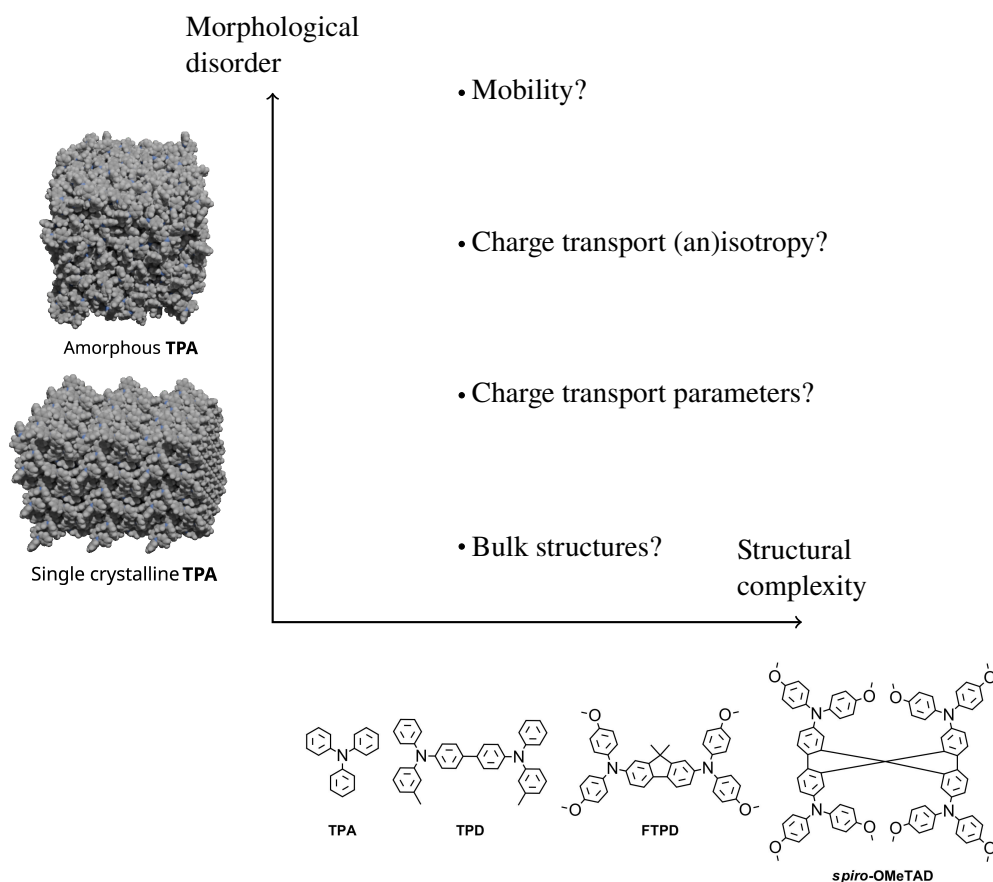 Morphological
disorder
• Mobility?
• Charge transport (an)isotropy?
Amorphous TPA
• Charge transport parameters?
• Bulk structures?
Structural
complexity
Single crystalline TPA
O
O
O
O
O
O
N
N
N
N
N
N
N
O
O
N
N
O
O
O
O
TPA
TPD
FTPD
spiro-OMeTAD